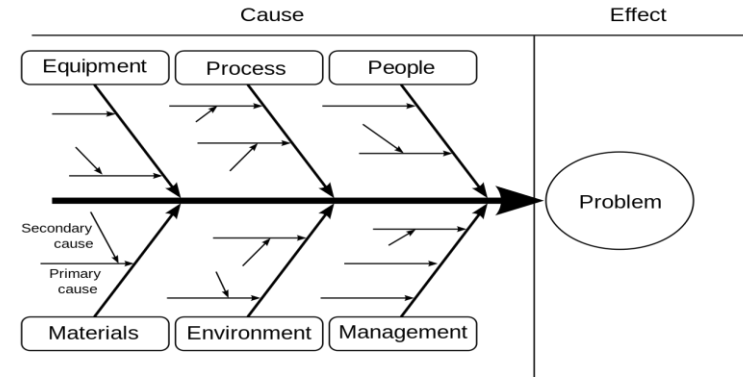 Cause
Effect
Equipment
Process
People
Problem
Secondary
cause
Primary
cause
Materials
Environment
Management